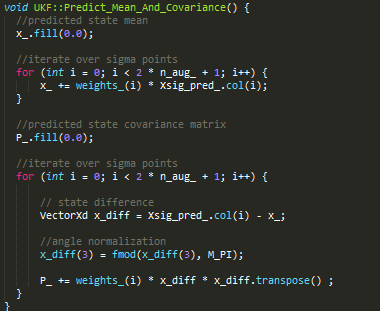 void UKF::Predict_Mean_And_Covariance() {
//predicted state mean
x_.fill(0.0);
//iterate over sigma points
for (int i = 0; i < 2 * n_aug_ + 1; i++) {
x_ += weights_(i) * Xsig_pred_.col(i);
}
//predicted state covariance matrix
P_.fill(0.0);
//iterate over sigma points
for (int i = 0; i < 2 * n_aug_ + 1; i++) {
// state difference
VectorXd x_diff = Xsig_pred_.col(i) - x_;
//angle normalization
x_diff(3) = fmod(x_diff(3), M_PI);
P_ += weights_(i) * x_diff * x_diff.transpose() ;
}
}